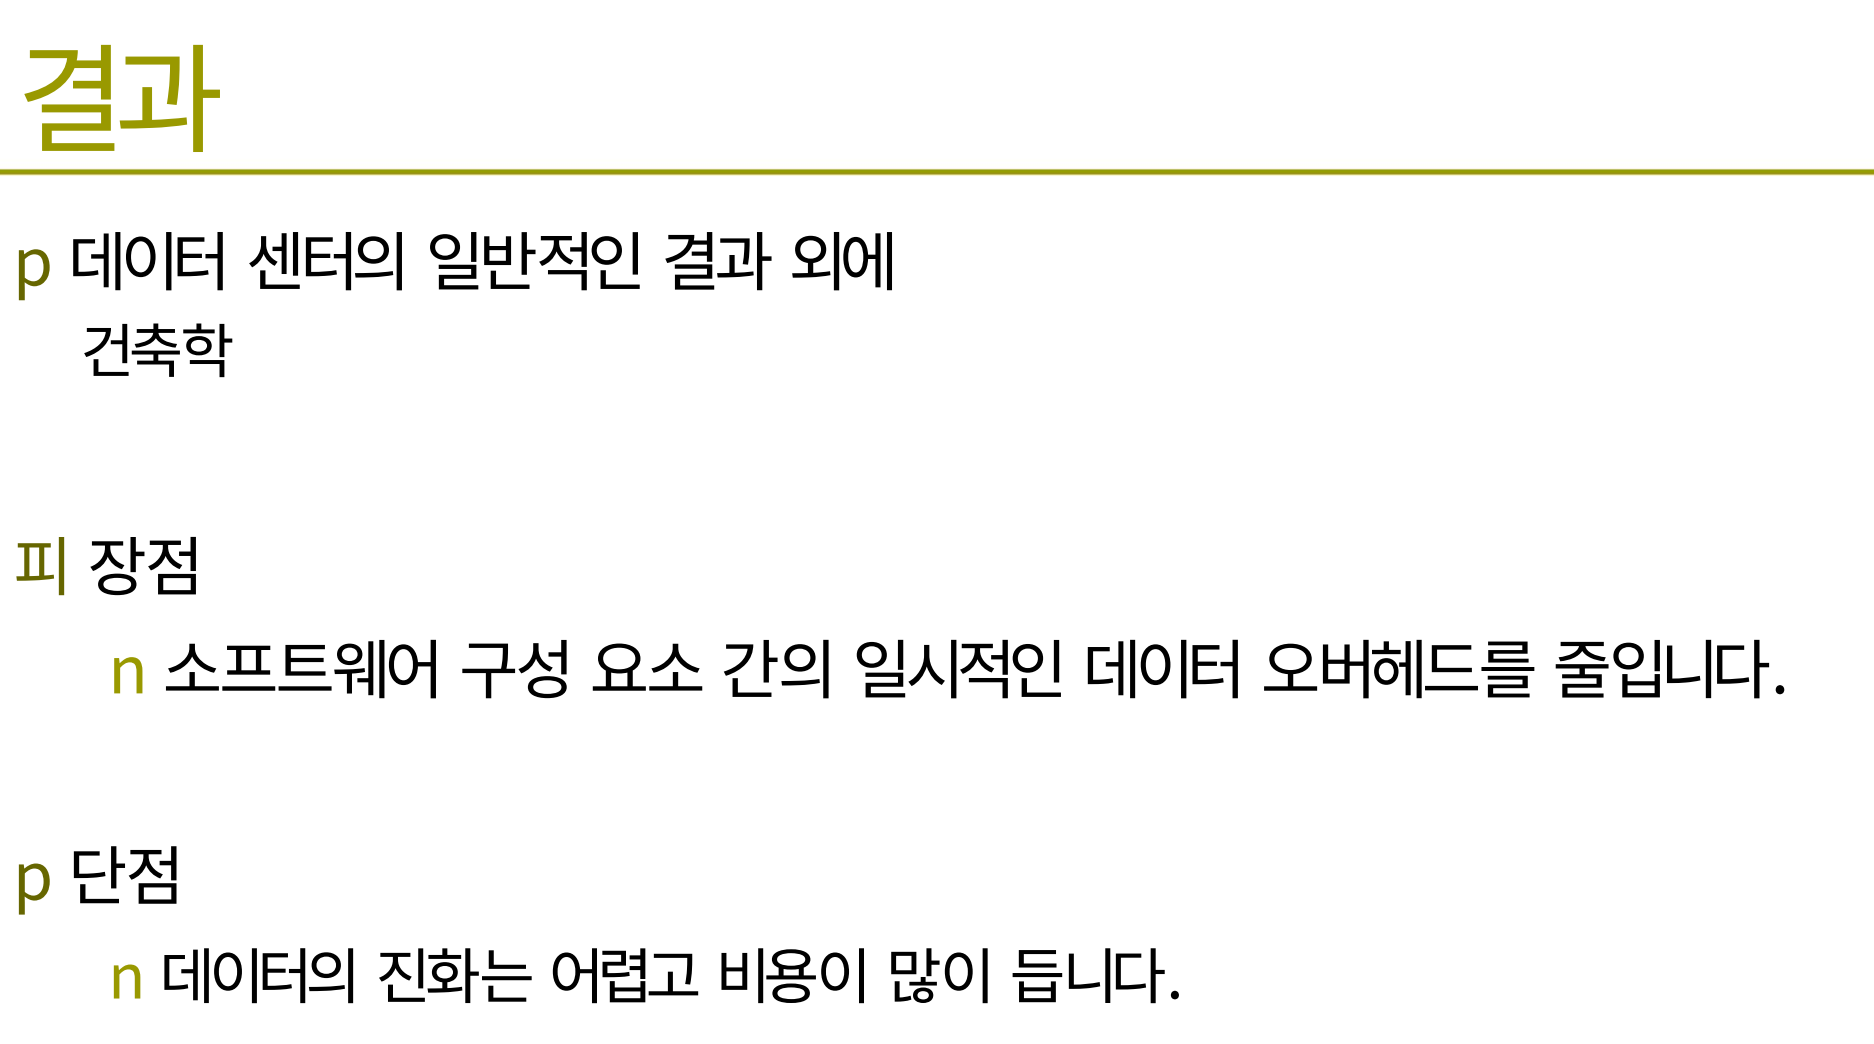 결과
p 데이터 센터의 일반적인 결과 외에
건축학
피 장점
n 소프트웨어 구성 요소 간의 일시적인 데이터 오버헤드를 줄입니다.
p 단점
n 데이터의 진화는 어렵고 비용이 많이 듭니다.